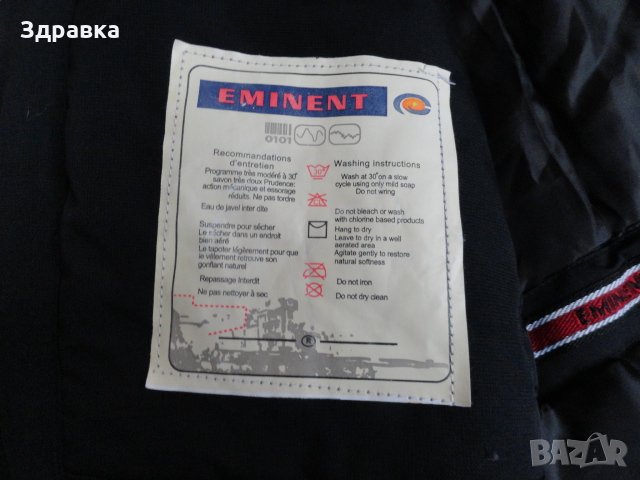 Здравка
EMINENT
0101
Recommandations
d'entretien
Programme très modéré à 30°
savon très doux Prudence:
action mécanique et essorage
réduits. Ne pas tordre
Eau de javel inter dite
Suspendre pour sécher
Le sécher dans un endroit
bien aéré
Le tapoter légèrement pour que
le vêtement retrouve son
gonflant naturel
Repassage Interdit
Ne pas nettoyer à sec
30°
CL
Washing instructions
Wash at 30°on a slow
cycle using only mild soap
Do not wring
Do not bleach or wash
with chlorine based products
Hang to dry
Leave to dry in a well
aerated area
Agitate gently to restore
natural softness
Do not iron
Do not dry clean
EMINENT
BAZAR